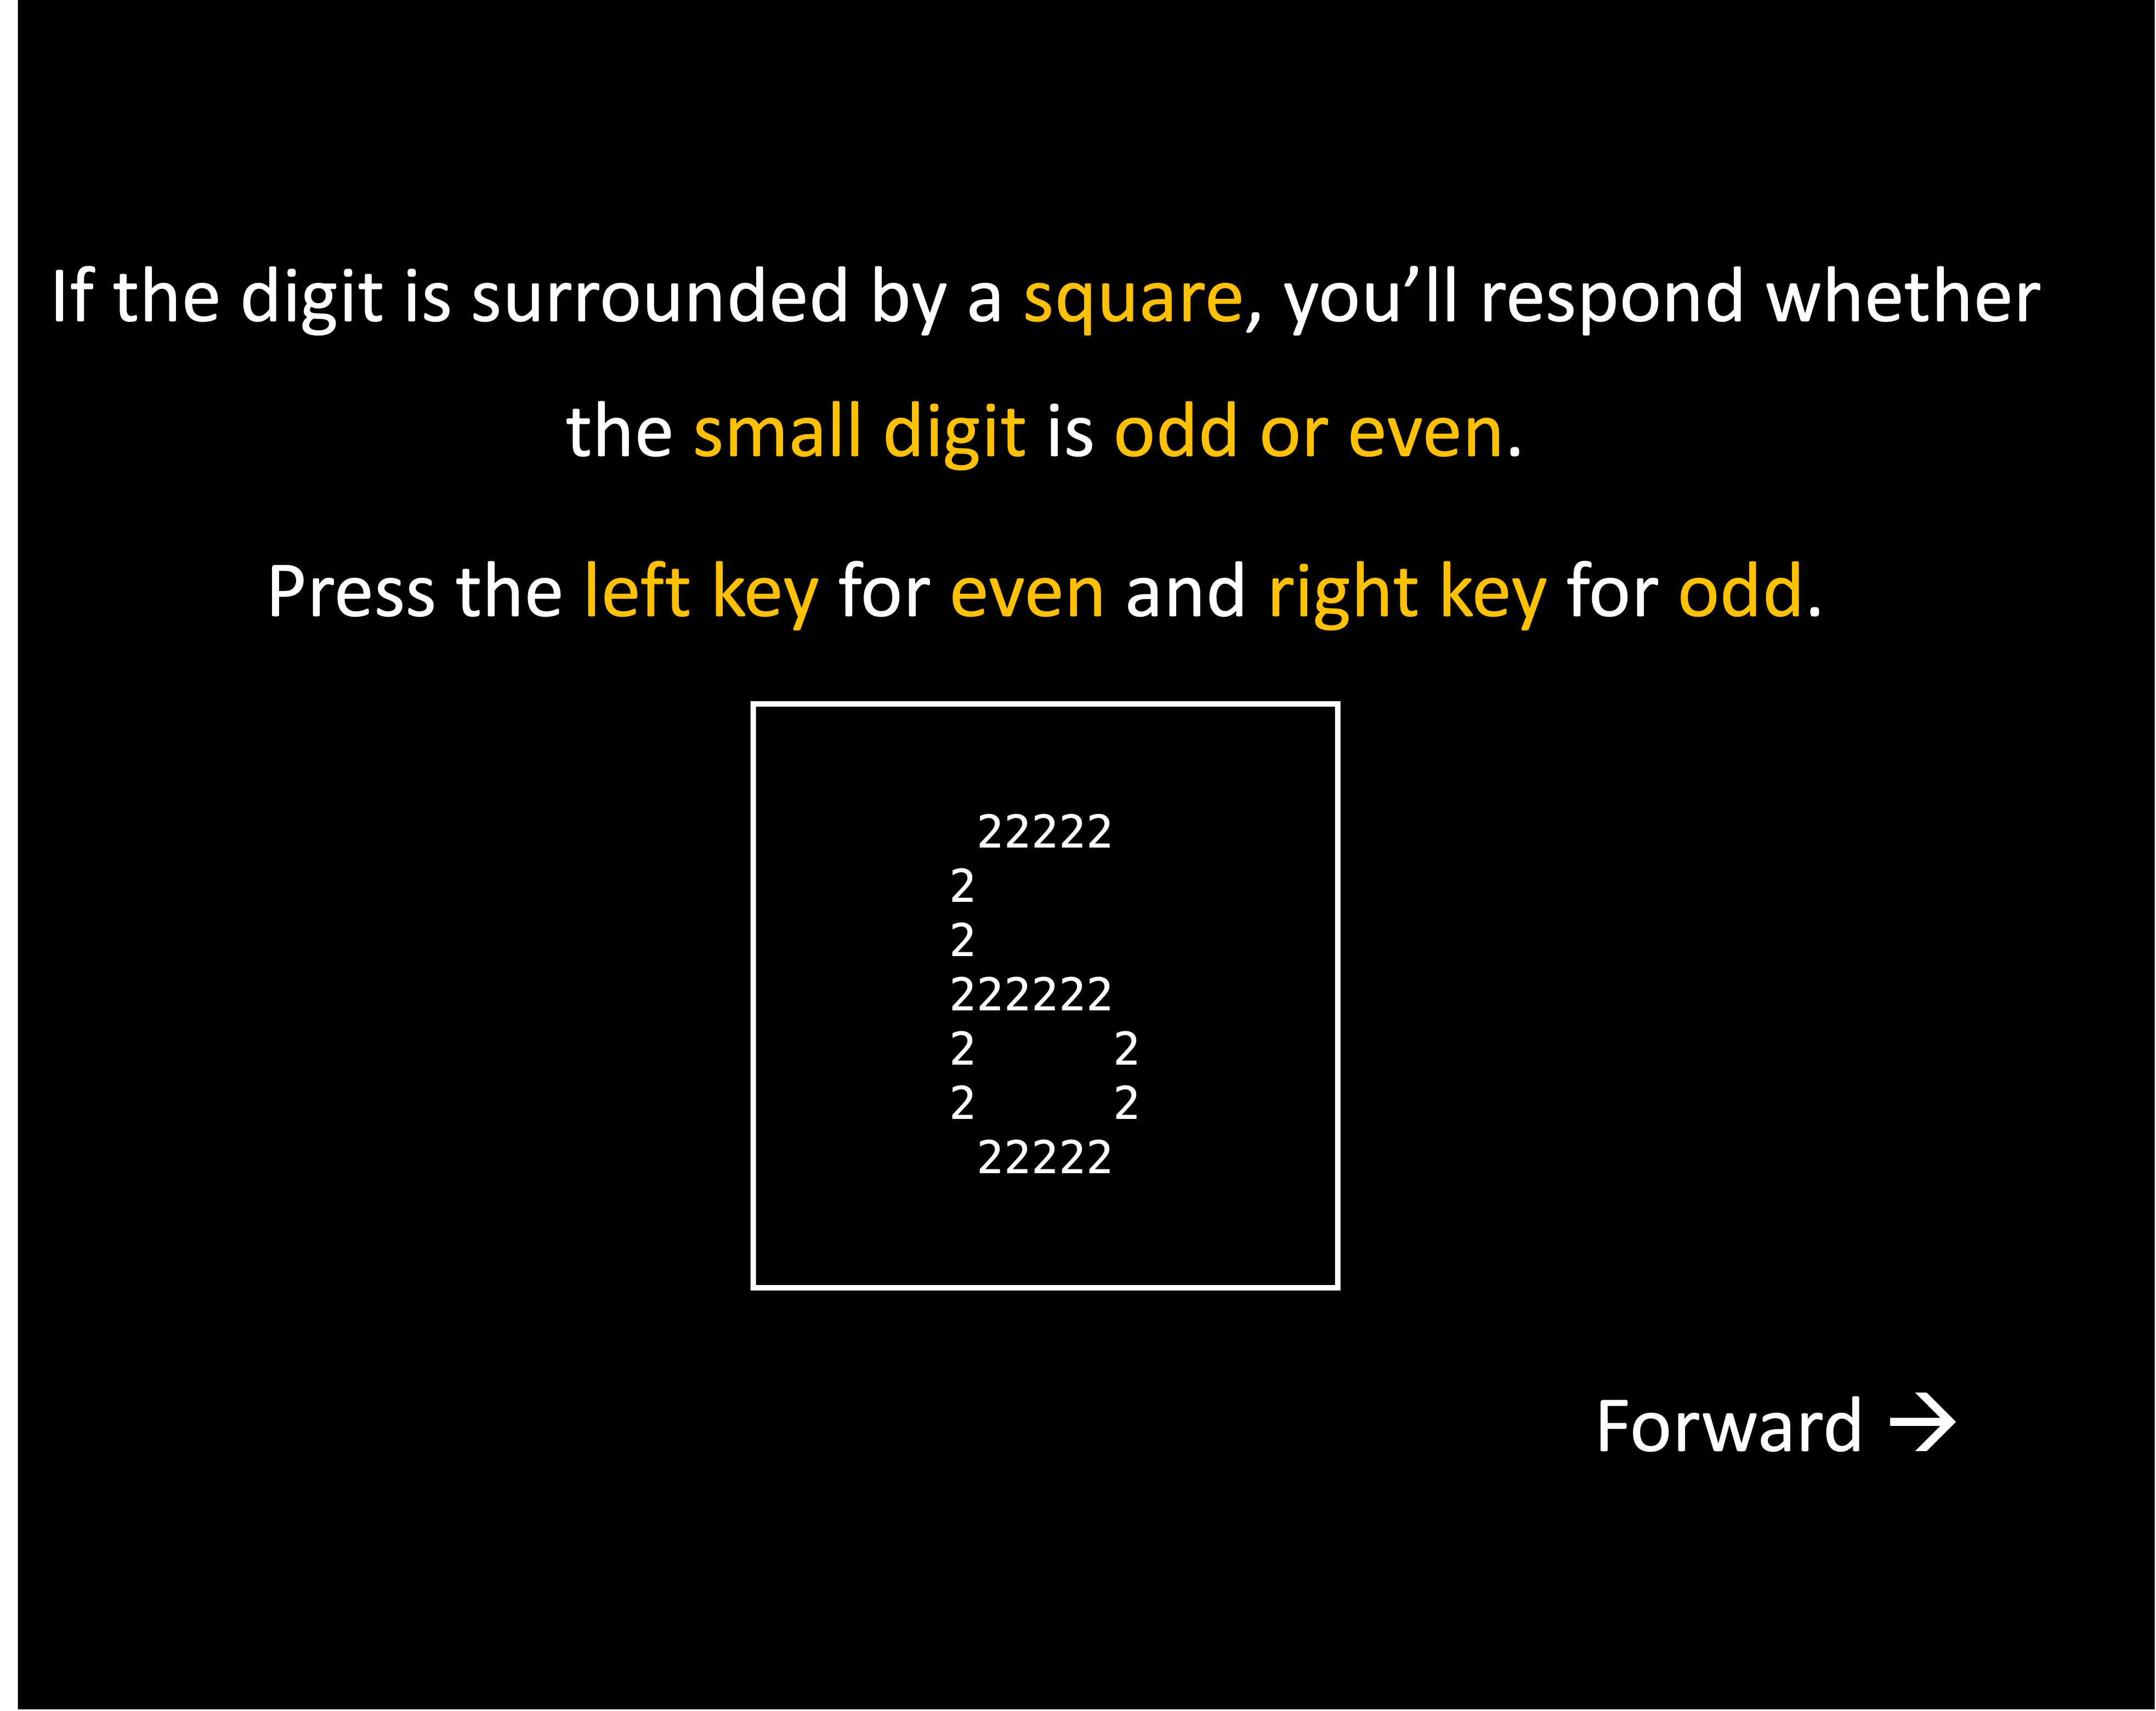 If the digit is surrounded by a square, you’ll respond whether
the small digit is odd or even.
Press the left key for even and right key for odd.
22222
2
2
222222
2 2
2 2
22222
Forward →